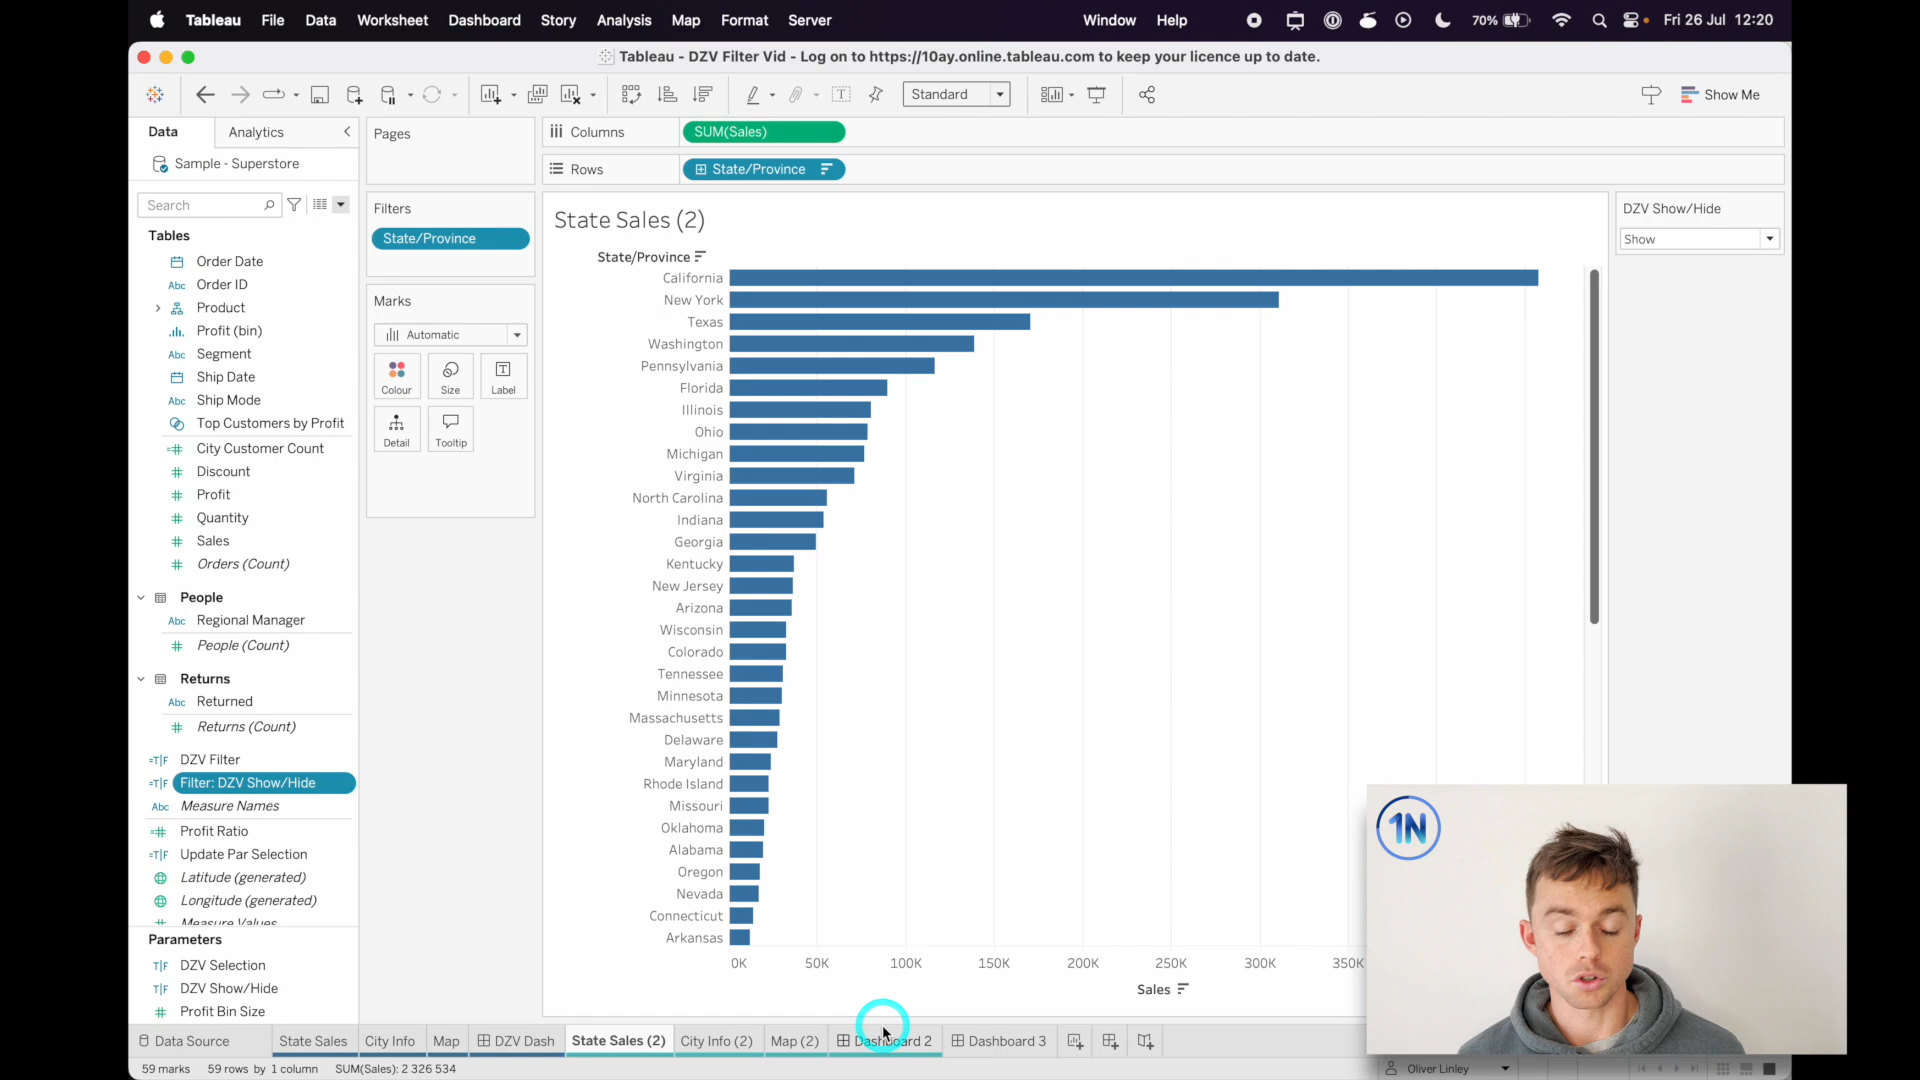 Tableau File Data Worksheet Dashboard Story Analysis Map Format Server Window Help 70% Fri 26 Jul 12:20
Tableau - DZV Filter Vid - Log on to https://10ay.online.tableau.com to keep your licence up to date.
Standard
Show Me
Data Analytics
Sample - Superstore
Search
Tables
Order Date
Abc Order ID
Product
Profit (bin)
Abc Segment
Ship Date
Abc Ship Mode
Top Customers by Profit
City Customer Count
Discount
Profit
Quantity
Sales
Orders (Count)
People
Abc Regional Manager
People (Count)
Returns
Abc Returned
Returns (Count)
=T|F DZV Filter
=T|F Filter: DZV Show/Hide
Abc Measure Names
=# Profit Ratio
=T|F Update Par Selection
Latitude (generated)
Longitude (generated)
# Measure Values
Parameters
T|F DZV Selection
T|F DZV Show/Hide
# Profit Bin Size
Pages
Filters
State/Province
Marks
Automatic
Colour Size Label
Detail Tooltip
Columns SUM(Sales)
Rows State/Province
State Sales (2)
State/Province
California
New York
Texas
Washington
Pennsylvania
Florida
Illinois
Ohio
Michigan
Virginia
North Carolina
Indiana
Georgia
Kentucky
New Jersey
Arizona
Wisconsin
Colorado
Tennessee
Minnesota
Massachusetts
Delaware
Maryland
Rhode Island
Missouri
Oklahoma
Alabama
Oregon
Nevada
Connecticut
Arkansas
0K 50K 100K 150K 200K 250K 300K 350K
Sales
DZV Show/Hide
Show
1N
Data Source State Sales City Info Map DZV Dash State Sales (2) City Info (2) Map (2) Dashboard 2 Dashboard 3
59 marks 59 rows by 1 column SUM(Sales): 2 326 534
Oliver Linley